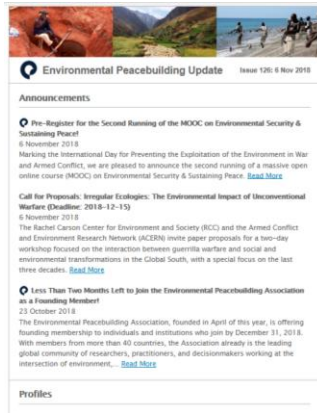 Environmental Peacebuilding Update Issue 126: 6 Nov 2018
Announcements
Pre-Register for the Second Running of the MOOC on Environmental Security &
Sustaining Peace!
6 November 2018
Marking the International Day for Preventing the Exploitation of the Environment in War
and Armed Conflict, we are pleased to announce the second running of a massive open
online course (MOOC) on Environmental Security & Sustaining Peace. Read More
Call for Proposals: Irregular Ecologies: The Environmental Impact of Unconventional
Warfare (Deadline: 2018-12-15)
6 November 2018
The Rachel Carson Center for Environment and Society (RCC) and the Armed Conflict
and Environment Research Network (ACERN) invite paper proposals for a two-day
workshop focused on the interaction between guerrilla warfare and social and
environmental transformations in the Global South, with a special focus on the last
three decades. Read More
Less Than Two Months Left to Join the Environmental Peacebuilding Association
as a Founding Member!
23 October 2018
The Environmental Peacebuilding Association, founded in April of this year, is offering
founding membership to individuals and institutions who join by December 31, 2018.
With members from more than 40 countries, the Association already is the leading
global community of researchers, practitioners, and decisionmakers working at the
intersection of environment,... Read More
Profiles